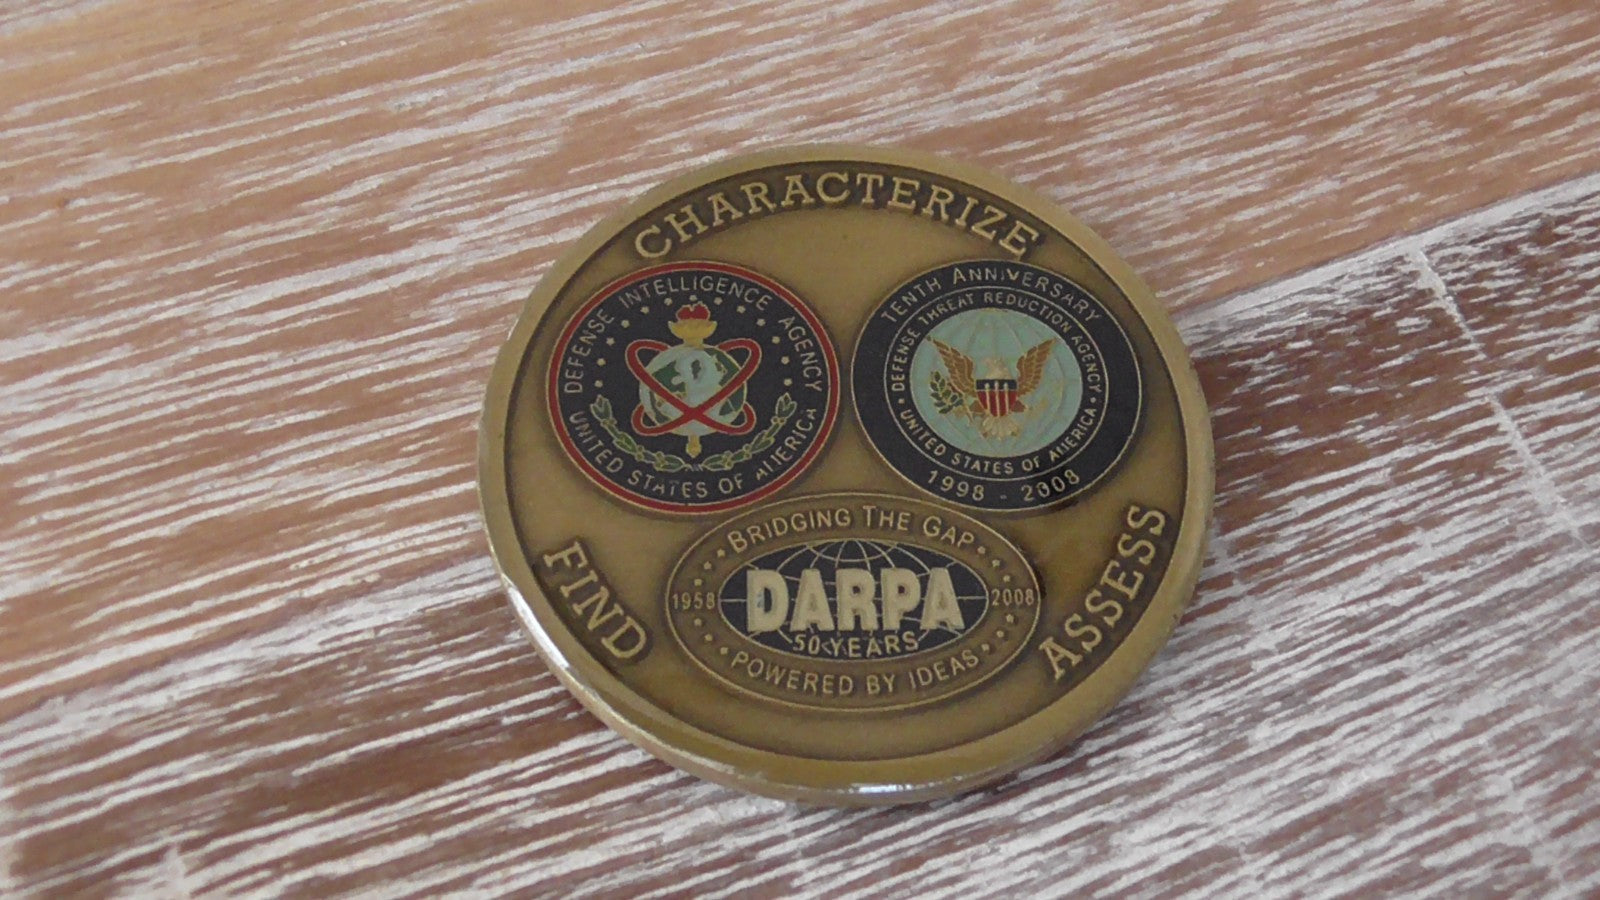 CHARACTERIZE
DEFENSE INTELLIGENCE AGENCY
UNITED STATES OF AMERICA
TENTH ANNIVERSARY
DEFENSE THREAT REDUCTION AGENCY
UNITED STATES OF AMERICA
1998 - 2008
BRIDGING THE GAP
1958 DARPA 2008
50 YEARS
POWERED BY IDEAS
FIND
ASSESS